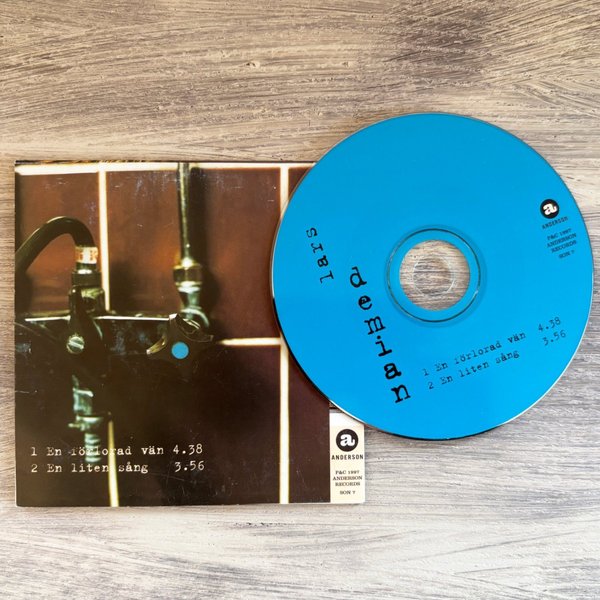 1 En förlorad vän 4.38
2 En liten sång 3.56
a
ANDERSON
P&C 1997
ANDERSON
RECORDS
SON 7
lars
demian
1 En förlorad vän 4.38
2 En liten sång 3.56
a
ANDERSON
P&C 1997
ANDERSON
RECORDS
SON 7